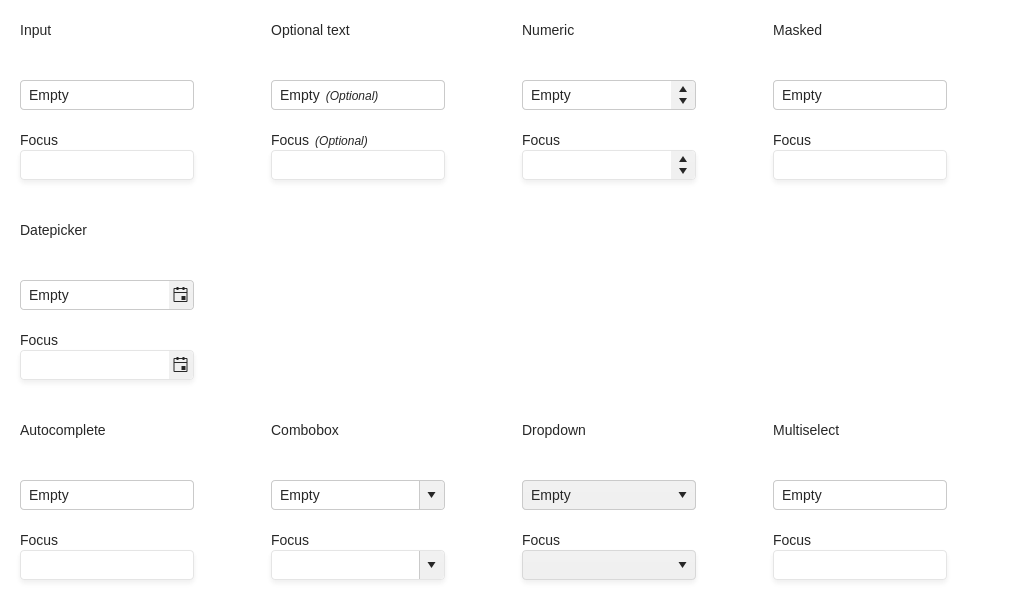 Input Optional text Numeric Masked
Empty Empty (Optional) Empty Empty
Focus Focus (Optional) Focus Focus
Datepicker
Empty
Focus
Autocomplete Combobox Dropdown Multiselect
Empty Empty Empty Empty
Focus Focus Focus Focus